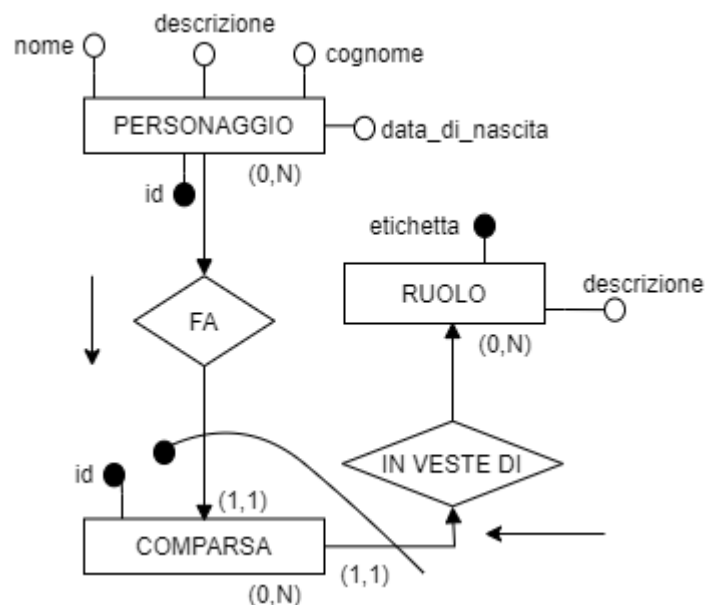 descrizione
nome
cognome
PERSONAGGIO
data_di_nascita
(0,N)
id
etichetta
RUOLO
descrizione
(0,N)
FA
IN VESTE DI
id
(1,1)
COMPARSA
(1,1)
(0,N)